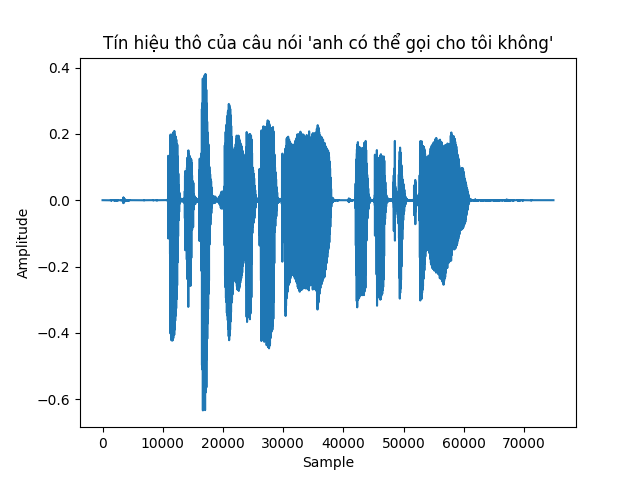 Tín hiệu thô của câu nói 'anh có thể gọi cho tôi không'
0.4
0.2
0.0
−0.2
−0.4
−0.6
Amplitude
0 10000 20000 30000 40000 50000 60000 70000
Sample